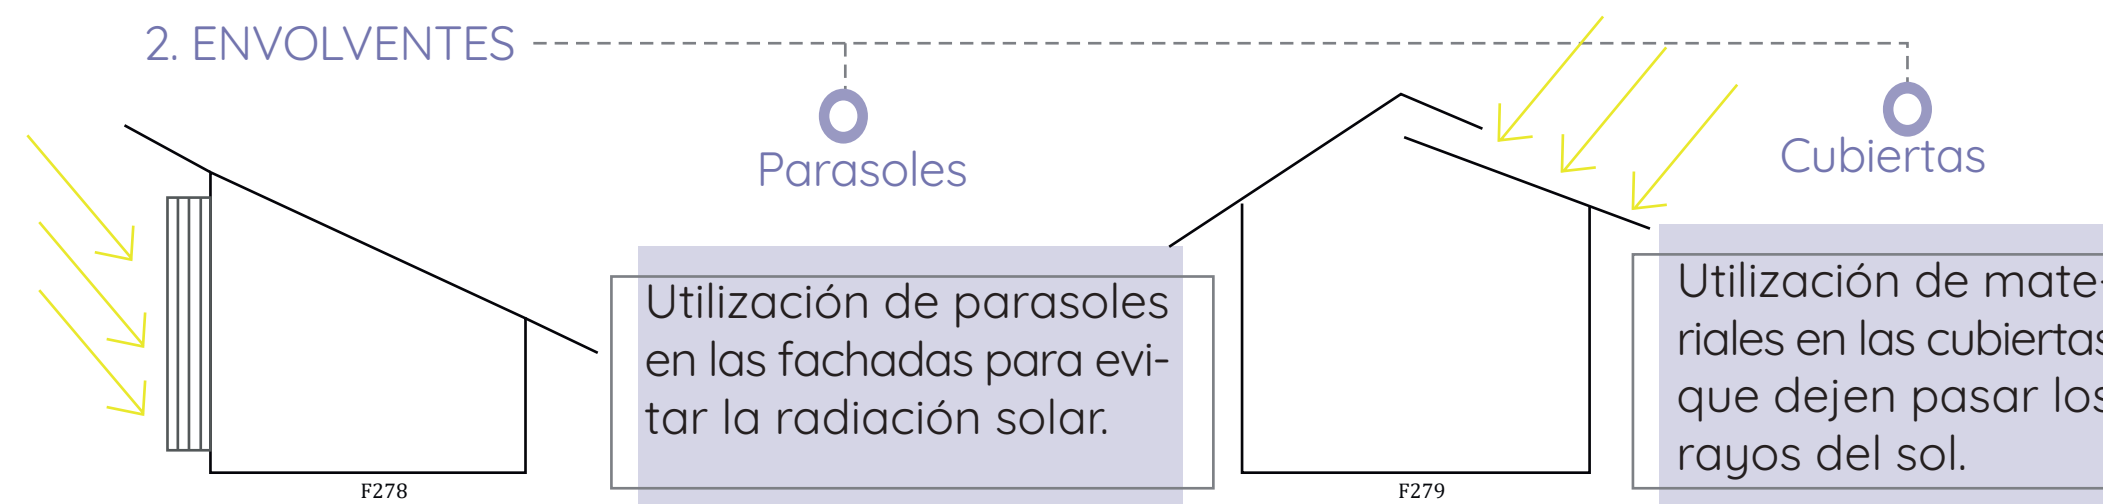 2. ENVOLVENTES
Parasoles
Utilización de parasoles
en las fachadas para evi-
tar la radiación solar.
F278
Cubiertas
Utilización de mate-
riales en las cubiertas
que dejen pasar los
rayos del sol.
F279